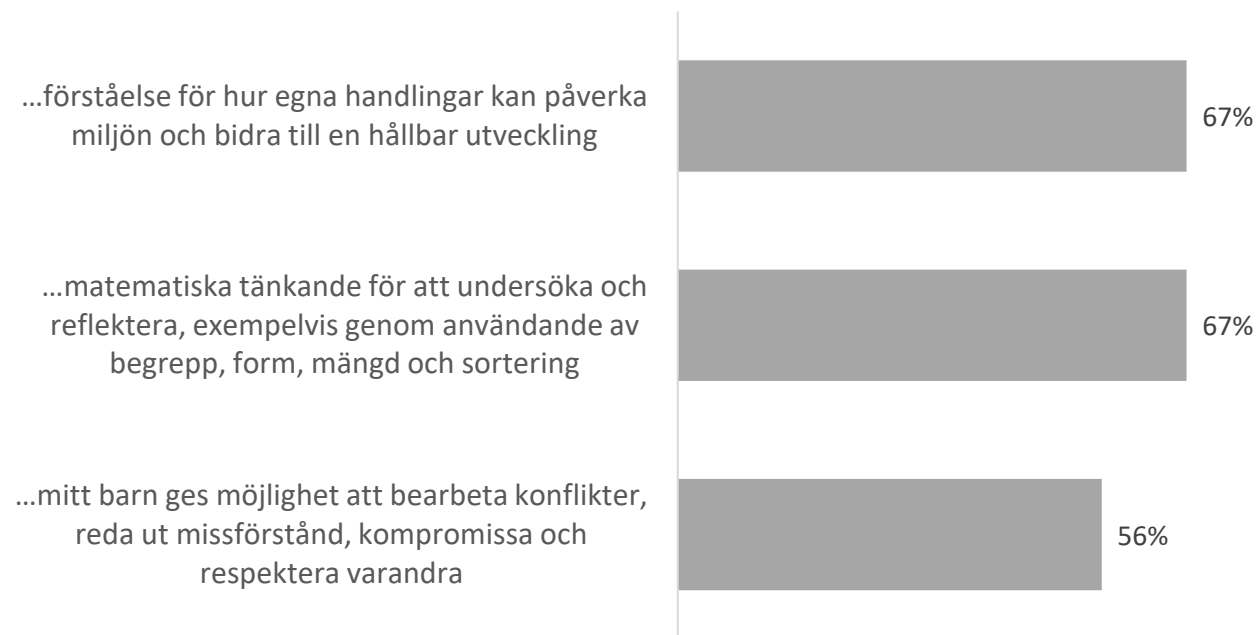 ...förståelse för hur egna handlingar kan påverka
miljön och bidra till en hållbar utveckling
67%
...matematiska tänkande för att undersöka och
reflektera, exempelvis genom användande av
begrepp, form, mängd och sortering
67%
...mitt barn ges möjlighet att bearbeta konflikter,
reda ut missförstånd, kompromissa och
respektera varandra
56%